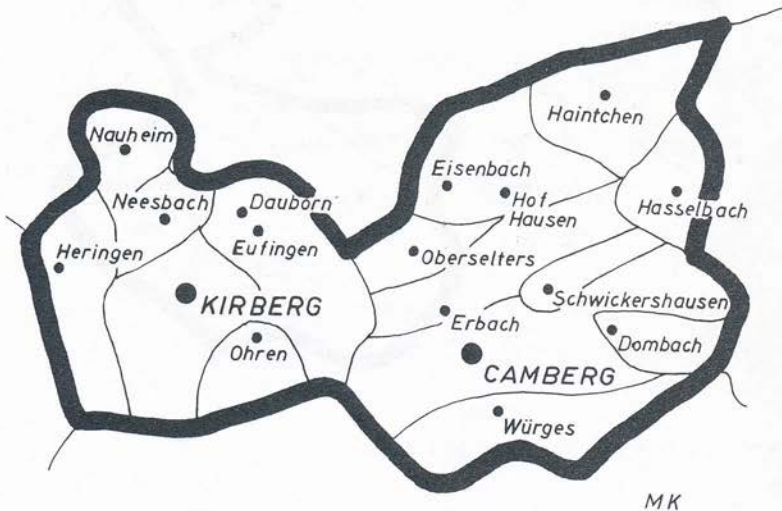 Haintchen
Nauheim
Eisenbach
Hof
Hausen
Hasselbach
Neesbach
Dauborn
Eufingen
Heringen
Oberselters
KIRBERG
Schwickershausen
Erbach
Ohren
Dombach
CAMBERG
Würges
MK